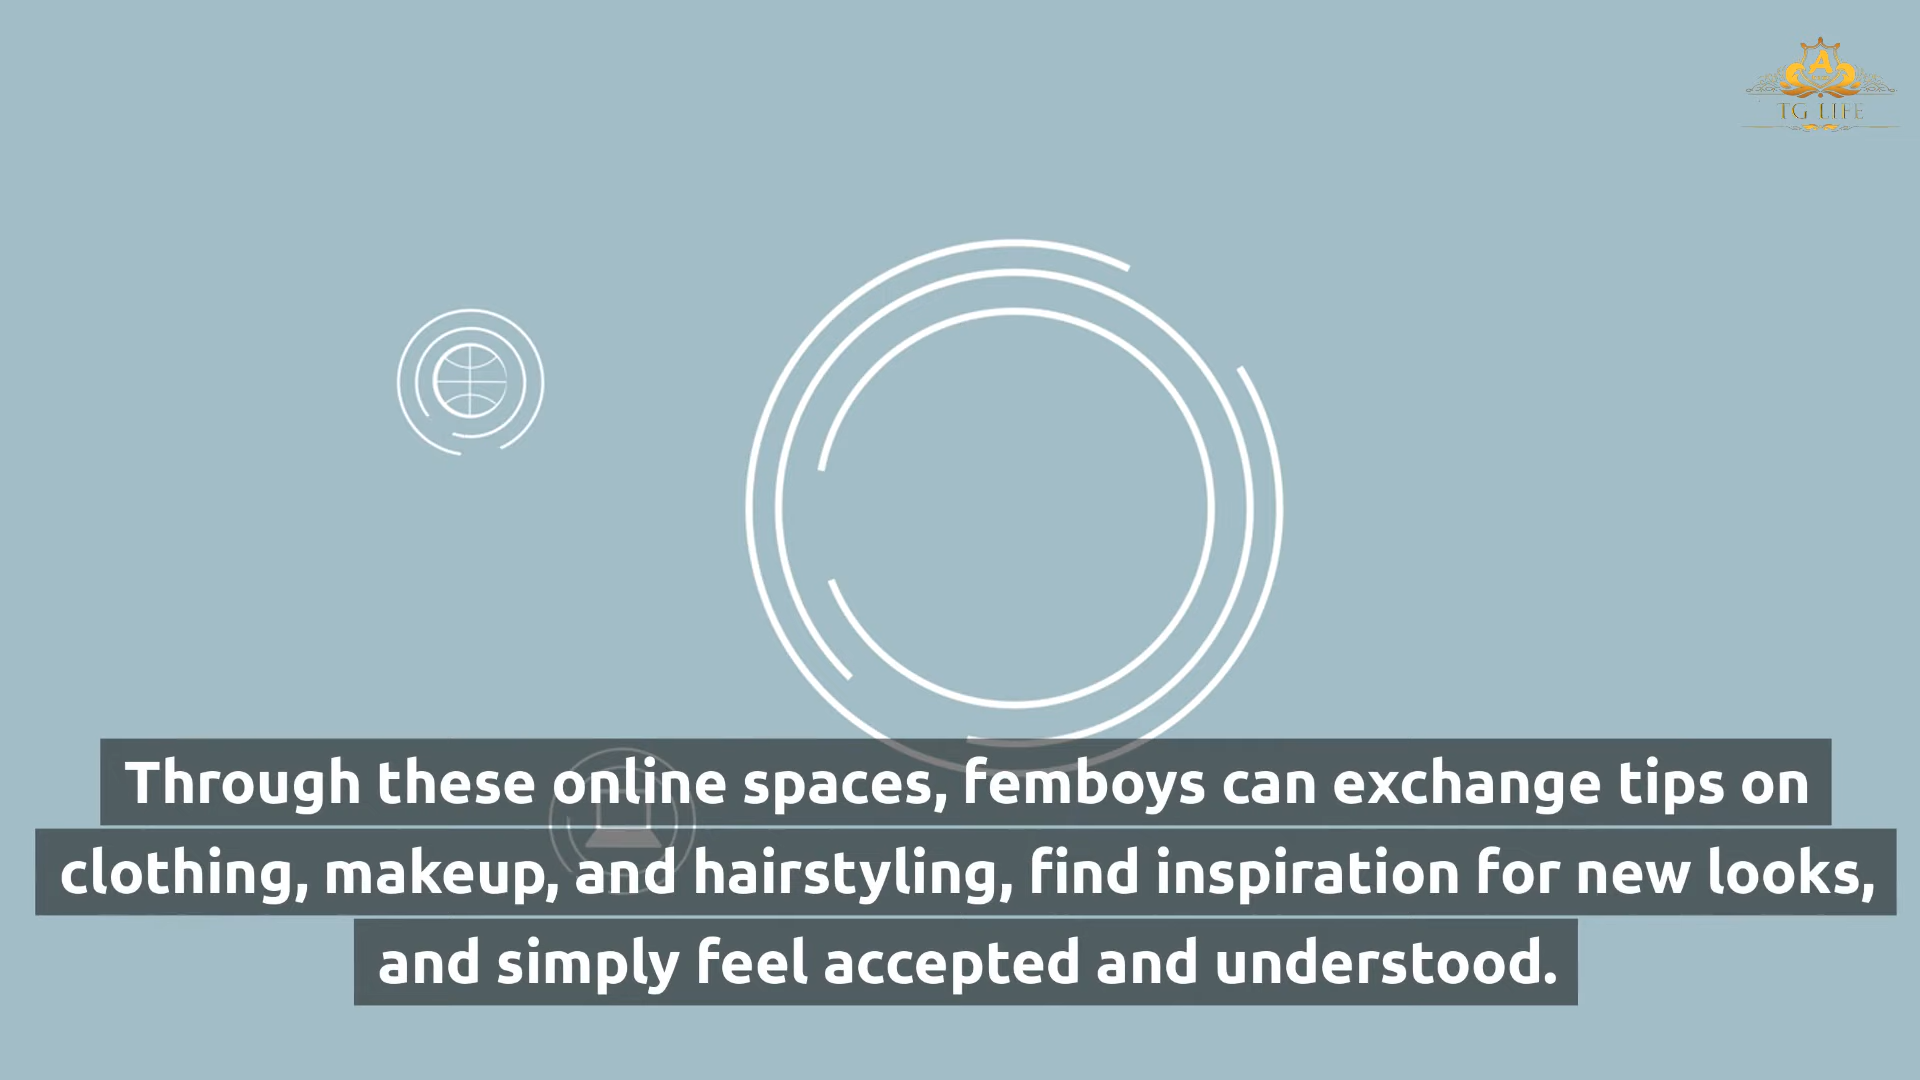 A
TG LIFE
Through these online spaces, femboys can exchange tips on
clothing, makeup, and hairstyling, find inspiration for new looks,
and simply feel accepted and understood.